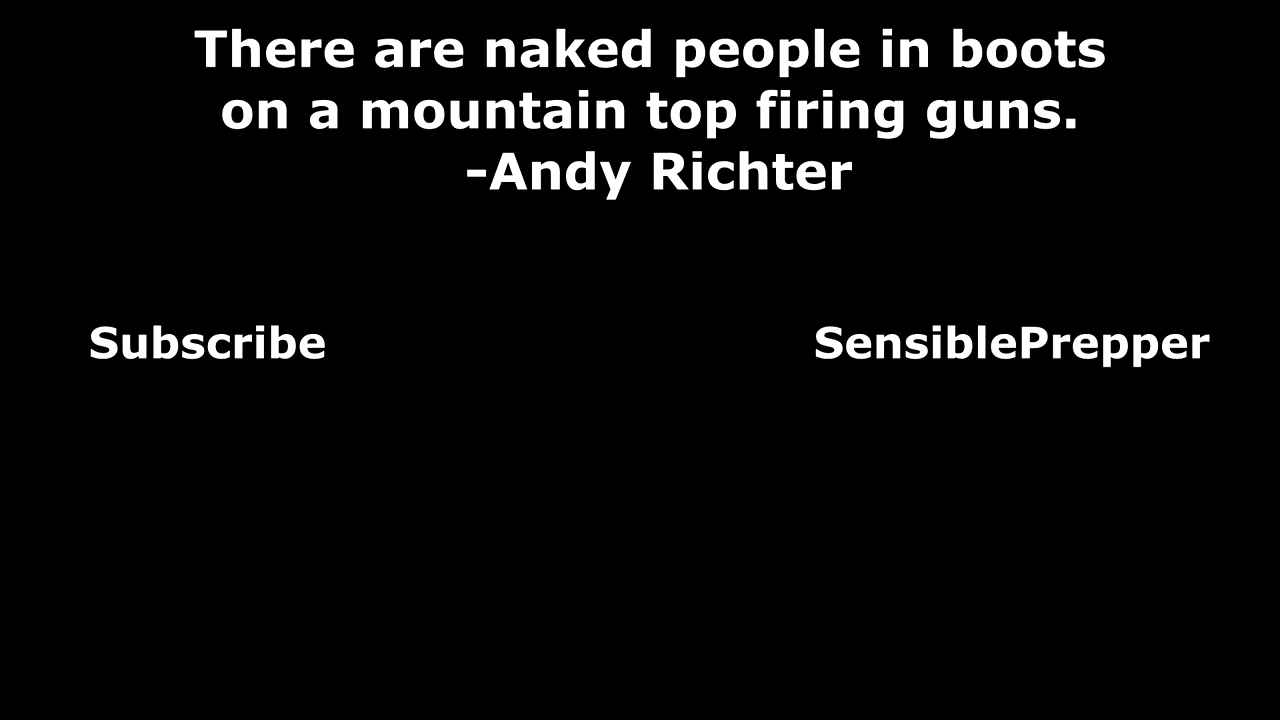 There are naked people in boots
on a mountain top firing guns.
-Andy Richter
Subscribe
SensiblePrepper